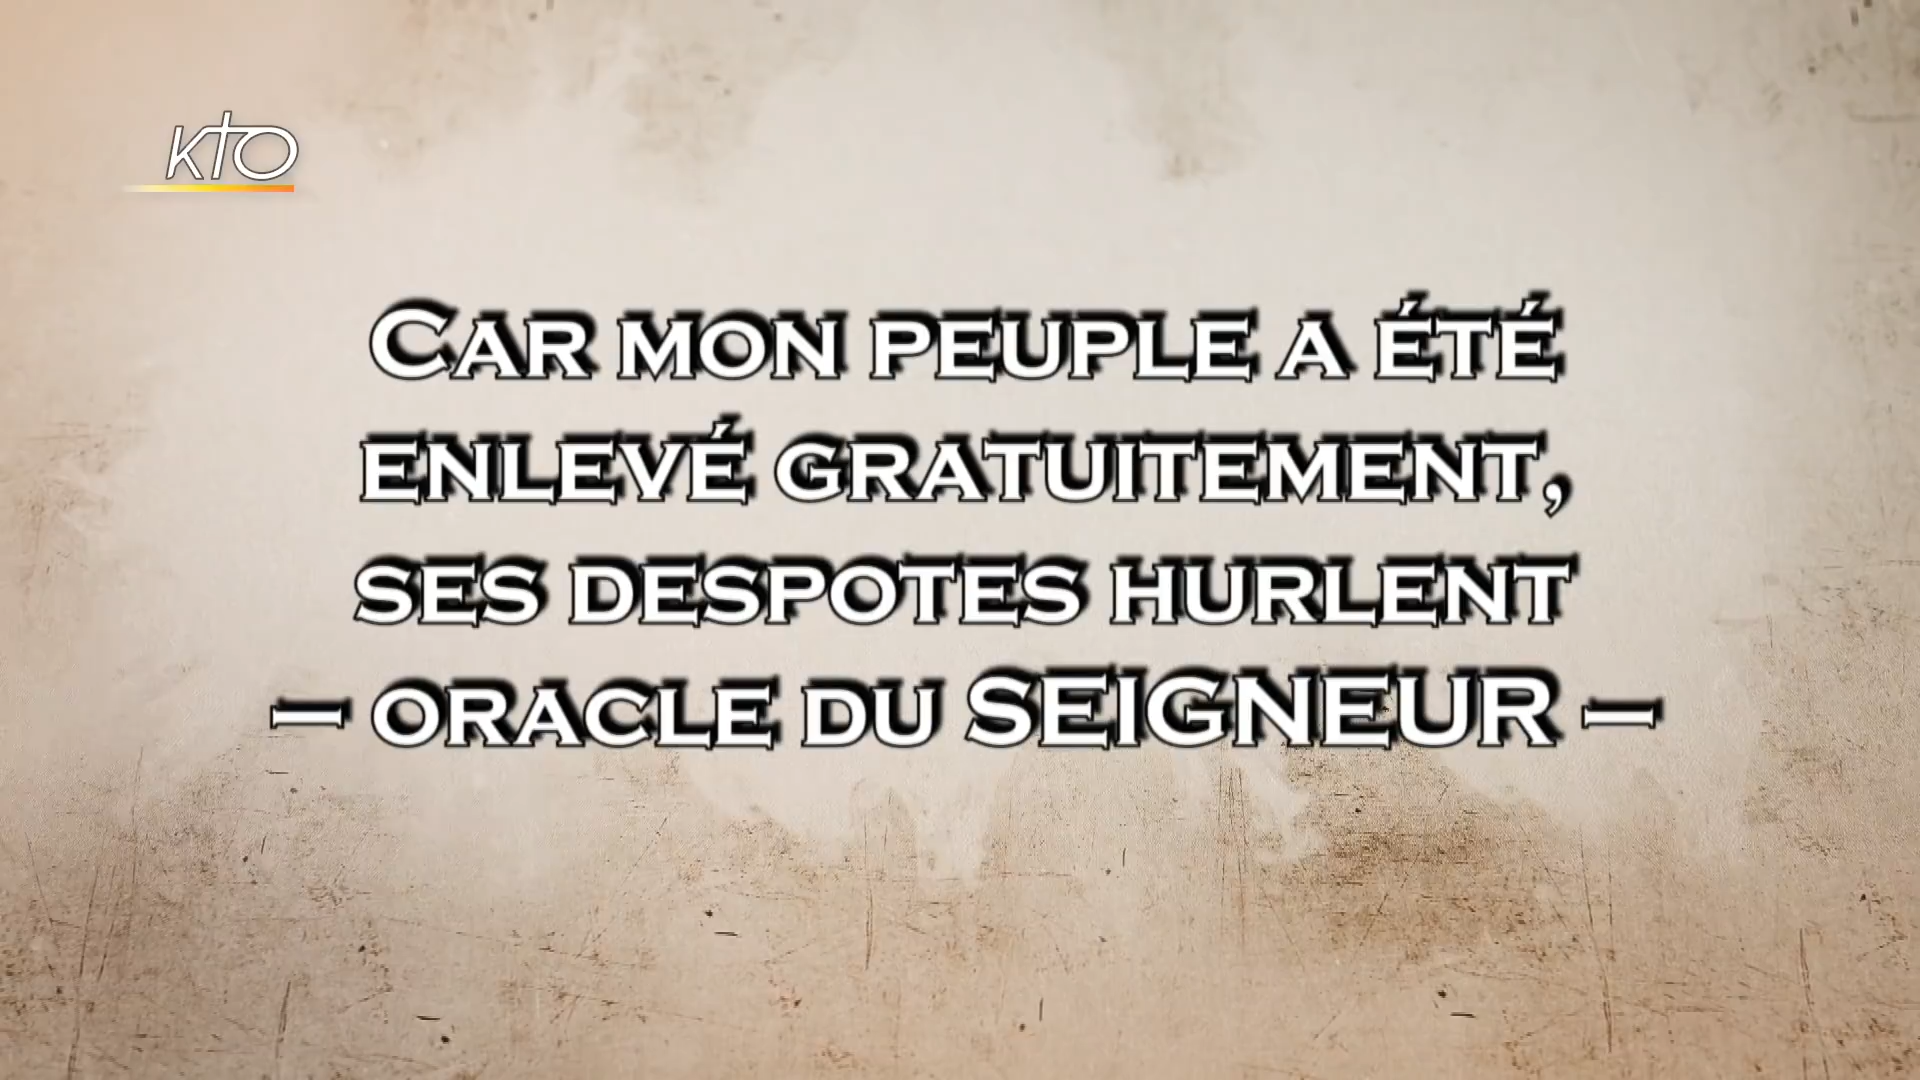 KTO
Car mon peuple a été
enlevé gratuitement,
ses despotes hurlent
– oracle du SEIGNEUR –